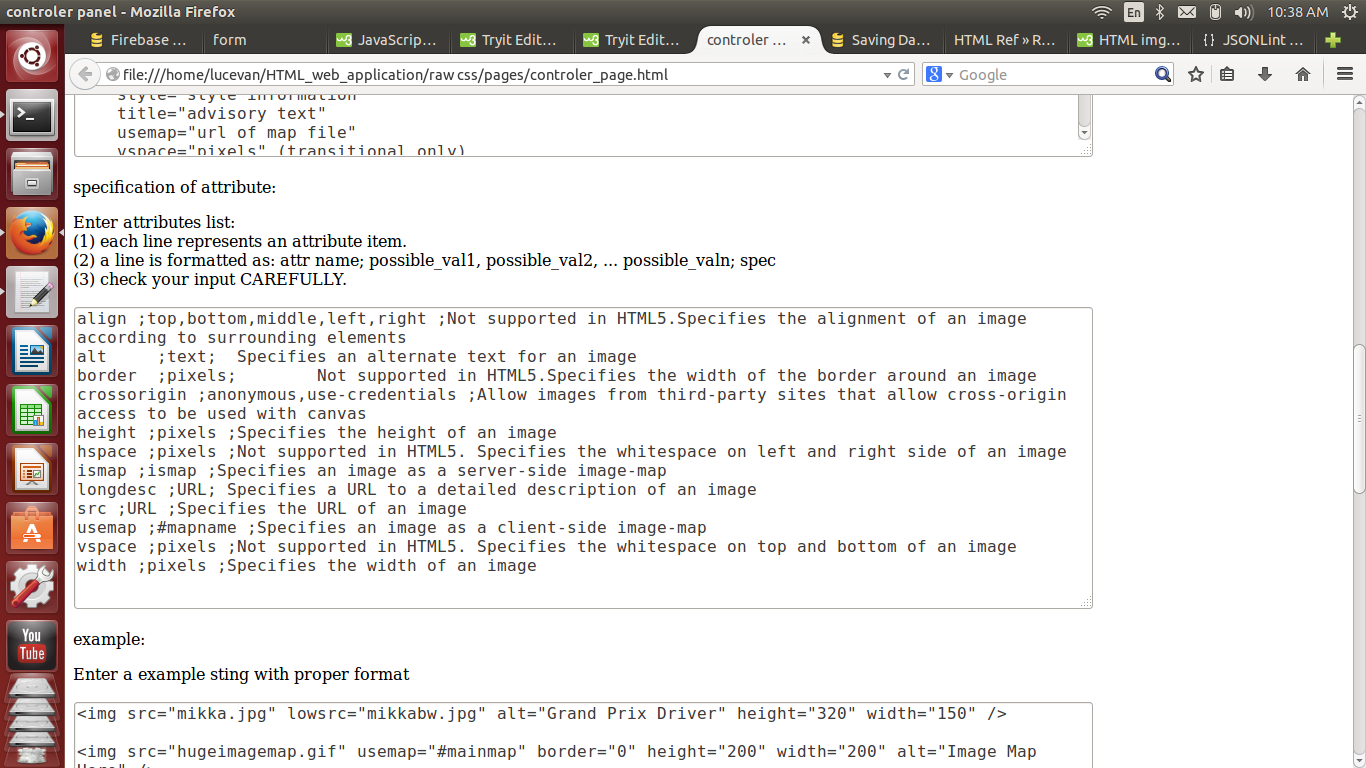 controler panel - Mozilla Firefox
En
10:38 AM
Firebase ...
form
JavaScrip...
Tryit Edit...
Tryit Edit...
controler ...
Saving Da...
HTML Ref » R...
HTML img...
JSONLint ...
file:///home/lucevan/HTML_web_application/raw css/pages/controler_page.html
Google
style="style information"
title="advisory text"
usemap="url of map file"
vspace="pixels" (transitional only)
specification of attribute:
Enter attributes list:
(1) each line represents an attribute item.
(2) a line is formatted as: attr name; possible_val1, possible_val2, ... possible_valn; spec
(3) check your input CAREFULLY.
align ;top,bottom,middle,left,right ;Not supported in HTML5.Specifies the alignment of an image
according to surrounding elements
alt ;text; Specifies an alternate text for an image
border ;pixels; Not supported in HTML5.Specifies the width of the border around an image
crossorigin ;anonymous,use-credentials ;Allow images from third-party sites that allow cross-origin
access to be used with canvas
height ;pixels ;Specifies the height of an image
hspace ;pixels ;Not supported in HTML5. Specifies the whitespace on left and right side of an image
ismap ;ismap ;Specifies an image as a server-side image-map
longdesc ;URL; Specifies a URL to a detailed description of an image
src ;URL ;Specifies the URL of an image
usemap ;#mapname ;Specifies an image as a client-side image-map
vspace ;pixels ;Not supported in HTML5. Specifies the whitespace on top and bottom of an image
width ;pixels ;Specifies the width of an image
example:
Enter a example sting with proper format
<img src="mikka.jpg" lowsrc="mikkabw.jpg" alt="Grand Prix Driver" height="320" width="150" />
<img src="hugeimagemap.gif" usemap="#mainmap" border="0" height="200" width="200" alt="Image Map
Here" />
You
Tube